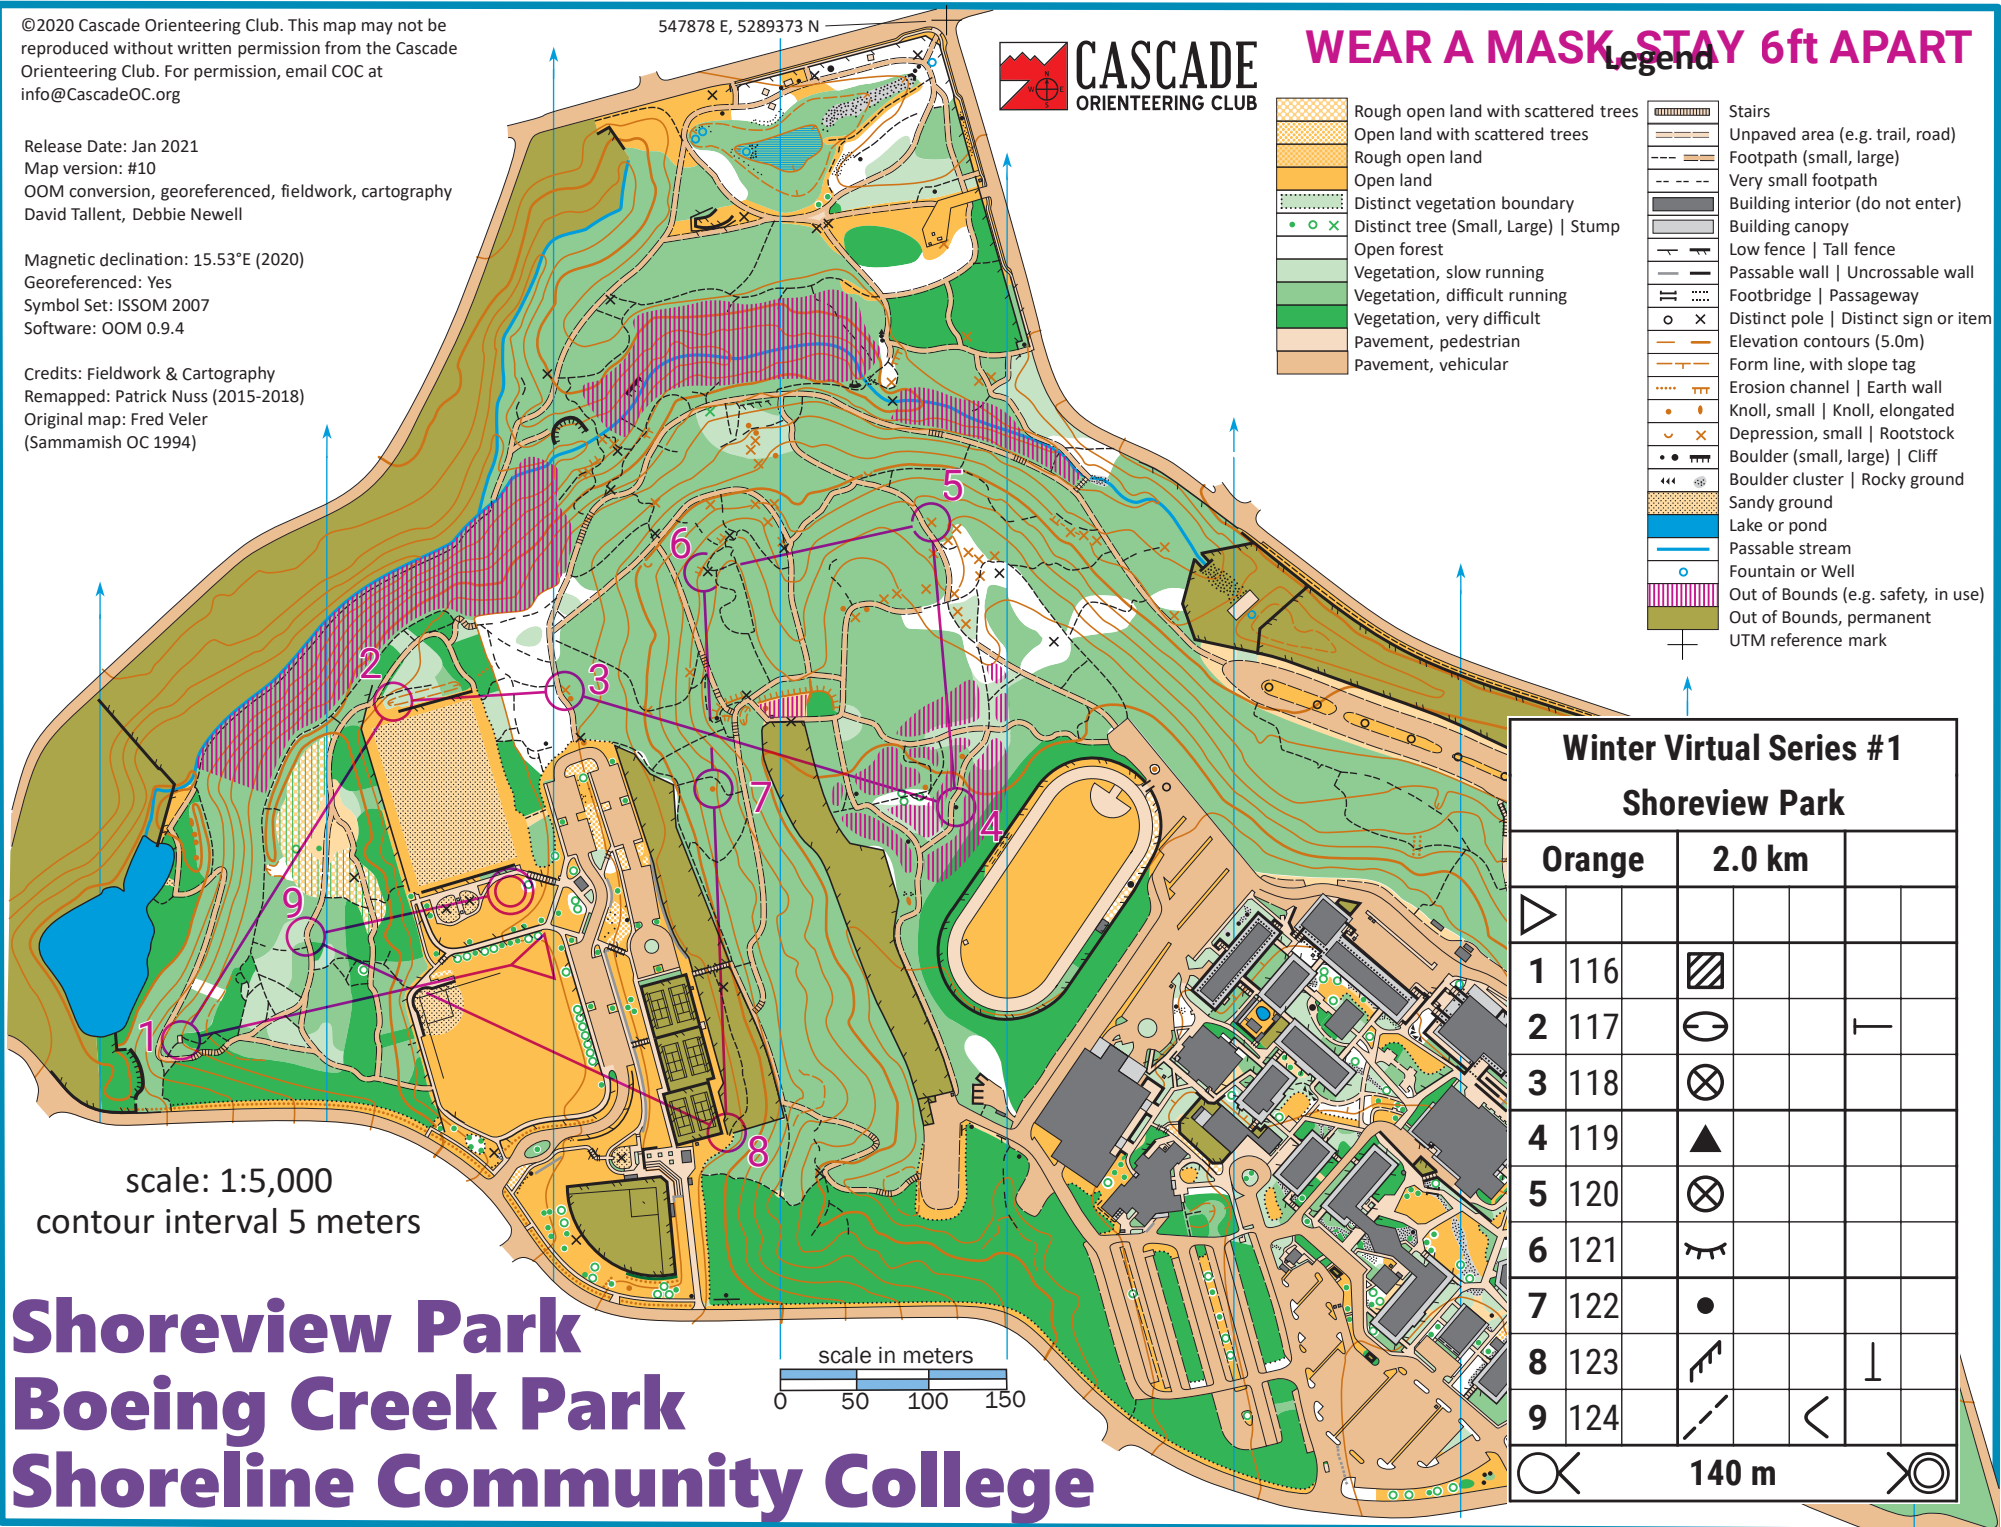 ©2020 Cascade Orienteering Club. This map may not be
reproduced without written permission from the Cascade
Orienteering Club. For permission, email COC at
info@CascadeOC.org
Release Date: Jan 2021
Map version: #10
OOM conversion, georeferenced, fieldwork, cartography
David Tallent, Debbie Newell
Magnetic declination: 15.53°E (2020)
Georeferenced: Yes
Symbol Set: ISSOM 2007
Software: OOM 0.9.4
Credits: Fieldwork & Cartography
Remapped: Patrick Nuss (2015-2018)
Original map: Fred Veler
(Sammamish OC 1994)
547878 E, 5289373 N
CASCADE
ORIENTEERING CLUB
N
W E
S
WEAR A MASK, STAY 6ft APART
Legend
Rough open land with scattered trees
Open land with scattered trees
Rough open land
Open land
Distinct vegetation boundary
Distinct tree (Small, Large) | Stump
Open forest
Vegetation, slow running
Vegetation, difficult running
Vegetation, very difficult
Pavement, pedestrian
Pavement, vehicular
Stairs
Unpaved area (e.g. trail, road)
Footpath (small, large)
Very small footpath
Building interior (do not enter)
Building canopy
Low fence | Tall fence
Passable wall | Uncrossable wall
Footbridge | Passageway
Distinct pole | Distinct sign or item
Elevation contours (5.0m)
Form line, with slope tag
Erosion channel | Earth wall
Knoll, small | Knoll, elongated
Depression, small | Rootstock
Boulder (small, large) | Cliff
Boulder cluster | Rocky ground
Sandy ground
Lake or pond
Passable stream
Fountain or Well
Out of Bounds (e.g. safety, in use)
Out of Bounds, permanent
UTM reference mark
5
6
2
3
7
4
9
1
8
Winter Virtual Series #1
Shoreview Park
Orange 2.0 km
1 116
2 117
3 118
4 119
5 120
6 121
7 122
8 123
9 124
140 m
scale: 1:5,000
contour interval 5 meters
scale in meters
0 50 100 150
Shoreview Park
Boeing Creek Park
Shoreline Community College